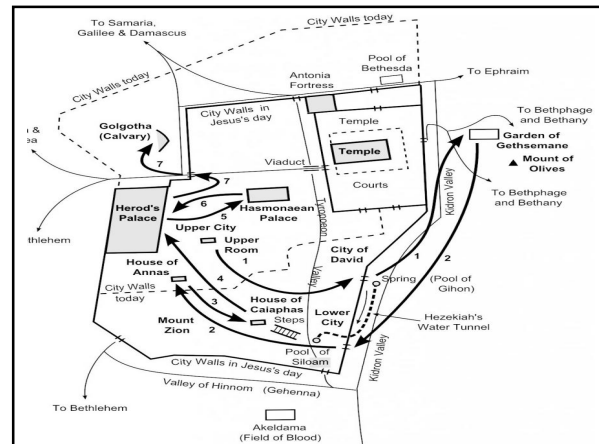 To Samaria,
Galilee & Damascus
City Walls today
City Walls today
Pool of
Bethesda
Antonia
Fortress
To Ephraim
City Walls in
Jesus's day
Temple
To Bethphage
and Bethany
&
ea
Golgotha
(Calvary)
Garden of
Gethsemane
7
Viaduct
Temple
Mount of
Olives
7
Courts
To Bethphage
and Bethany
Herod's
Palace
6
5
Hasmonaean
Palace
Kidron Valley
thlehem
Upper City
Upper
Room
Tyropoeon
Valley
City of
David
1
1
2
House of
Annas
4
Spring (Pool of
Gihon)
City Walls
today
3
House of
Caiaphas
Steps
Lower
City
Hezekiah's
Water Tunnel
Mount
Zion
2
Pool of
Siloam
City Walls in Jesus's day
Valley of Hinnom (Gehenna)
Kidron Valley
To Bethlehem
Akeldama
(Field of Blood)